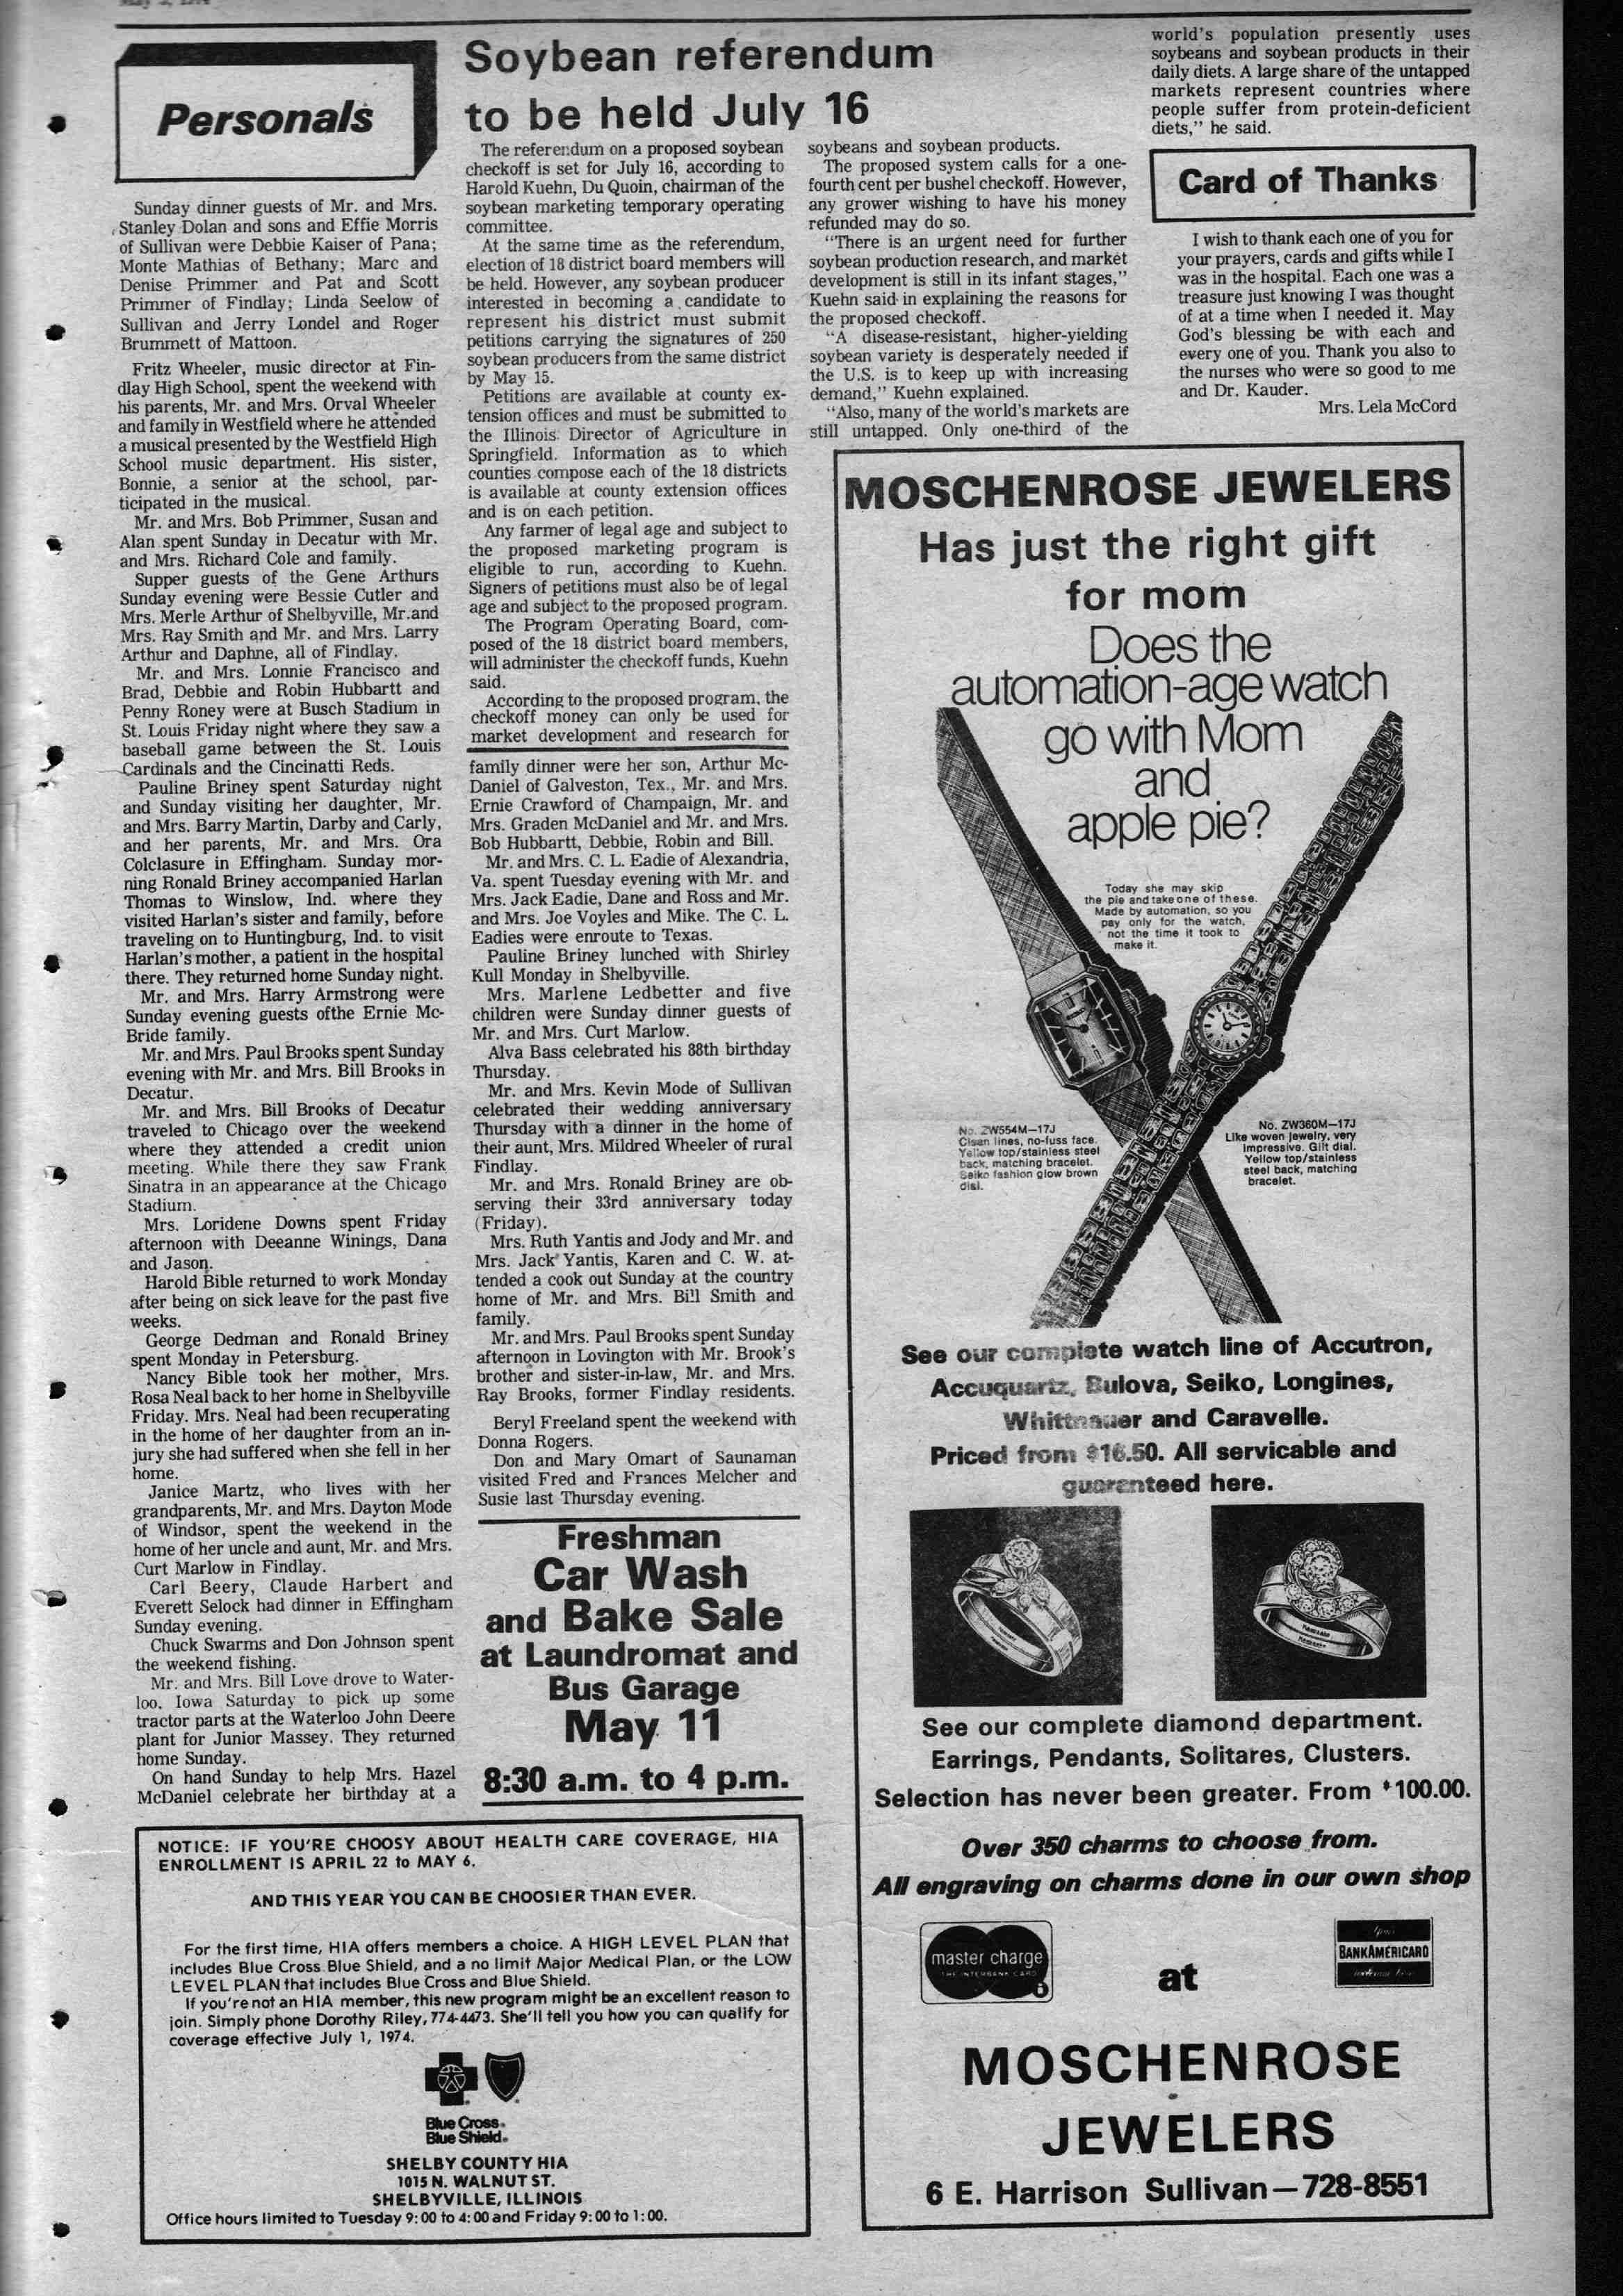 Personals
Sunday dinner guests of Mr. and Mrs.
Stanley Dolan and sons and Effie Morris
of Sullivan were Debbie Kaiser of Pana;
Monte Mathias of Bethany; Marc and
Denise Primmer and Pat and Scott
Primmer of Findlay; Linda Seelow of
Sullivan and Jerry Londel and Roger
Brummett of Mattoon.
Fritz Wheeler, music director at Fin-
dlay High School, spent the weekend with
his parents, Mr. and Mrs. Orval Wheeler
and family in Westfield where he attended
a musical presented by the Westfield High
School music department. His sister,
Bonnie, a senior at the school, par-
ticipated in the musical.
Mr. and Mrs. Bob Primmer, Susan and
Alan spent Sunday in Decatur with Mr.
and Mrs. Richard Cole and family.
Supper guests of the Gene Arthurs
Sunday evening were Bessie Cutler and
Mrs. Merle Arthur of Shelbyville, Mr.and
Mrs. Ray Smith and Mr. and Mrs. Larry
Arthur and Daphne, all of Findlay.
Mr. and Mrs. Lonnie Francisco and
Brad, Debbie and Robin Hubbartt and
Penny Roney were at Busch Stadium in
St. Louis Friday night where they saw a
baseball game between the St. Louis
Cardinals and the Cincinatti Reds.
Pauline Briney spent Saturday night
and Sunday visiting her daughter, Mr.
and Mrs. Barry Martin, Darby and Carly,
and her parents, Mr. and Mrs. Ora
Colclasure in Effingham. Sunday mor-
ning Ronald Briney accompanied Harlan
Thomas to Winslow, Ind. where they
visited Harlan's sister and family, before
traveling on to Huntingburg, Ind. to visit
Harlan's mother, a patient in the hospital
there. They returned home Sunday night.
Mr. and Mrs. Harry Armstrong were
Sunday evening guests ofthe Ernie Mc-
Bride family.
Mr. and Mrs. Paul Brooks spent Sunday
evening with Mr. and Mrs. Bill Brooks in
Decatur.
Mr. and Mrs. Bill Brooks of Decatur
traveled to Chicago over the weekend
where they attended a credit union
meeting. While there they saw Frank
Sinatra in an appearance at the Chicago
Stadium.
Mrs. Loridene Downs spent Friday
afternoon with Deeanne Winings, Dana
and Jason.
Harold Bible returned to work Monday
after being on sick leave for the past five
weeks.
George Dedman and Ronald Briney
spent Monday in Petersburg.
Nancy Bible took her mother, Mrs.
Rosa Neal back to her home in Shelbyville
Friday. Mrs. Neal had been recuperating
in the home of her daughter from an in-
jury she had suffered when she fell in her
home.
Janice Martz, who lives with her
grandparents, Mr. and Mrs. Dayton Mode
of Windsor, spent the weekend in the
home of her uncle and aunt, Mr. and Mrs.
Curt Marlow in Findlay.
Carl Beery, Claude Harbert and
Everett Selock had dinner in Effingham
Sunday evening.
Chuck Swarms and Don Johnson spent
the weekend fishing.
Mr. and Mrs. Bill Love drove to Water-
loo, Iowa Saturday to pick up some
tractor parts at the Waterloo John Deere
plant for Junior Massey. They returned
home Sunday.
On hand Sunday to help Mrs. Hazel
McDaniel celebrate her birthday at a
family dinner were her son, Arthur Mc-
Daniel of Galveston, Tex., Mr. and Mrs.
Ernie Crawford of Champaign, Mr. and
Mrs. Graden McDaniel and Mr. and Mrs.
Bob Hubbartt, Debbie, Robin and Bill.
Mr. and Mrs. C. L. Eadie of Alexandria,
Va. spent Tuesday evening with Mr. and
Mrs. Jack Eadie, Dane and Ross and Mr.
and Mrs. Joe Voyles and Mike. The C. L.
Eadies were enroute to Texas.
Pauline Briney lunched with Shirley
Kull Monday in Shelbyville.
Mrs. Marlene Ledbetter and five
children were Sunday dinner guests of
Mr. and Mrs. Curt Marlow.
Alva Bass celebrated his 88th birthday
Thursday.
Mr. and Mrs. Kevin Mode of Sullivan
celebrated their wedding anniversary
Thursday with a dinner in the home of
their aunt, Mrs. Mildred Wheeler of rural
Findlay.
Mr. and Mrs. Ronald Briney are ob-
serving their 33rd anniversary today
(Friday).
Mrs. Ruth Yantis and Jody and Mr. and
Mrs. Jack Yantis, Karen and C. W. at-
tended a cook out Sunday at the country
home of Mr. and Mrs. Bill Smith and
family.
Mr. and Mrs. Paul Brooks spent Sunday
afternoon in Lovington with Mr. Brook's
brother and sister-in-law, Mr. and Mrs.
Ray Brooks, former Findlay residents.
Beryl Freeland spent the weekend with
Donna Rogers.
Don and Mary Omart of Saunaman
visited Fred and Frances Melcher and
Susie last Thursday evening.
Soybean referendum
to be held July 16
The referendum on a proposed soybean
checkoff is set for July 16, according to
Harold Kuehn, Du Quoin, chairman of the
soybean marketing temporary operating
committee.
At the same time as the referendum,
election of 18 district board members will
be held. However, any soybean producer
interested in becoming a candidate to
represent his district must submit
petitions carrying the signatures of 250
soybean producers from the same district
by May 15.
Petitions are available at county ex-
tension offices and must be submitted to
the Illinois Director of Agriculture in
Springfield. Information as to which
counties compose each of the 18 districts
is available at county extension offices
and is on each petition.
Any farmer of legal age and subject to
the proposed marketing program is
eligible to run, according to Kuehn.
Signers of petitions must also be of legal
age and subject to the proposed program.
The Program Operating Board, com-
posed of the 18 district board members,
will administer the checkoff funds, Kuehn
said.
According to the proposed program, the
checkoff money can only be used for
market development and research for
soybeans and soybean products.
The proposed system calls for a one-
fourth cent per bushel checkoff. However,
any grower wishing to have his money
refunded may do so.
"There is an urgent need for further
soybean production research, and market
development is still in its infant stages,"
Kuehn said in explaining the reasons for
the proposed checkoff.
"A disease-resistant, higher-yielding
soybean variety is desperately needed if
the U.S. is to keep up with increasing
demand," Kuehn explained.
"Also, many of the world's markets are
still untapped. Only one-third of the
world's population presently uses
soybeans and soybean products in their
daily diets. A large share of the untapped
markets represent countries where
people suffer from protein-deficient
diets," he said.
Card of Thanks
I wish to thank each one of you for
your prayers, cards and gifts while I
was in the hospital. Each one was a
treasure just knowing I was thought
of at a time when I needed it. May
God's blessing be with each and
every one of you. Thank you also to
the nurses who were so good to me
and Dr. Kauder.
Mrs. Lela McCord
Freshman
Car Wash
and Bake Sale
at Laundromat and
Bus Garage
May 11
8:30 a.m. to 4 p.m.
NOTICE: IF YOU'RE CHOOSY ABOUT HEALTH CARE COVERAGE, HIA
ENROLLMENT IS APRIL 22 to MAY 6.
AND THIS YEAR YOU CAN BE CHOOSIER THAN EVER.
For the first time, HIA offers members a choice. A HIGH LEVEL PLAN that
includes Blue Cross Blue Shield, and a no limit Major Medical Plan, or the LOW
LEVEL PLAN that includes Blue Cross and Blue Shield.
If you're not an HIA member, this new program might be an excellent reason to
join. Simply phone Dorothy Riley, 774-4473. She'll tell you how you can qualify for
coverage effective July 1, 1974.
Blue Cross.
Blue Shield.
SHELBY COUNTY HIA
1015 N. WALNUT ST.
SHELBYVILLE, ILLINOIS
Office hours limited to Tuesday 9:00 to 4:00 and Friday 9:00 to 1:00.
MOSCHENROSE JEWELERS
Has just the right gift
for mom
Does the
automation-age watch
go with Mom
and
apple pie?
Today she may skip
the pie and take one of these.
Made by automation, so you
pay only for the watch,
not the time it took to
make it.
No. ZW554M-17J
Clean lines, no-fuss face.
Yellow top/stainless steel
back, matching bracelet.
Seiko fashion glow brown
dial.
No. ZW360M-17J
Like woven jewelry, very
impressive. Gilt dial.
Yellow top/stainless
steel back, matching
bracelet.
See our complete watch line of Accutron,
Accuquartz, Bulova, Seiko, Longines,
Whittnauer and Caravelle.
Priced from $16.50. All servicable and
guaranteed here.
See our complete diamond department.
Earrings, Pendants, Solitares, Clusters.
Selection has never been greater. From $100.00.
Over 350 charms to choose from.
All engraving on charms done in our own shop
master charge
THE INTERBANK CARD
at
BANKAMERICARD
MOSCHENROSE
JEWELERS
6 E. Harrison Sullivan—728-8551